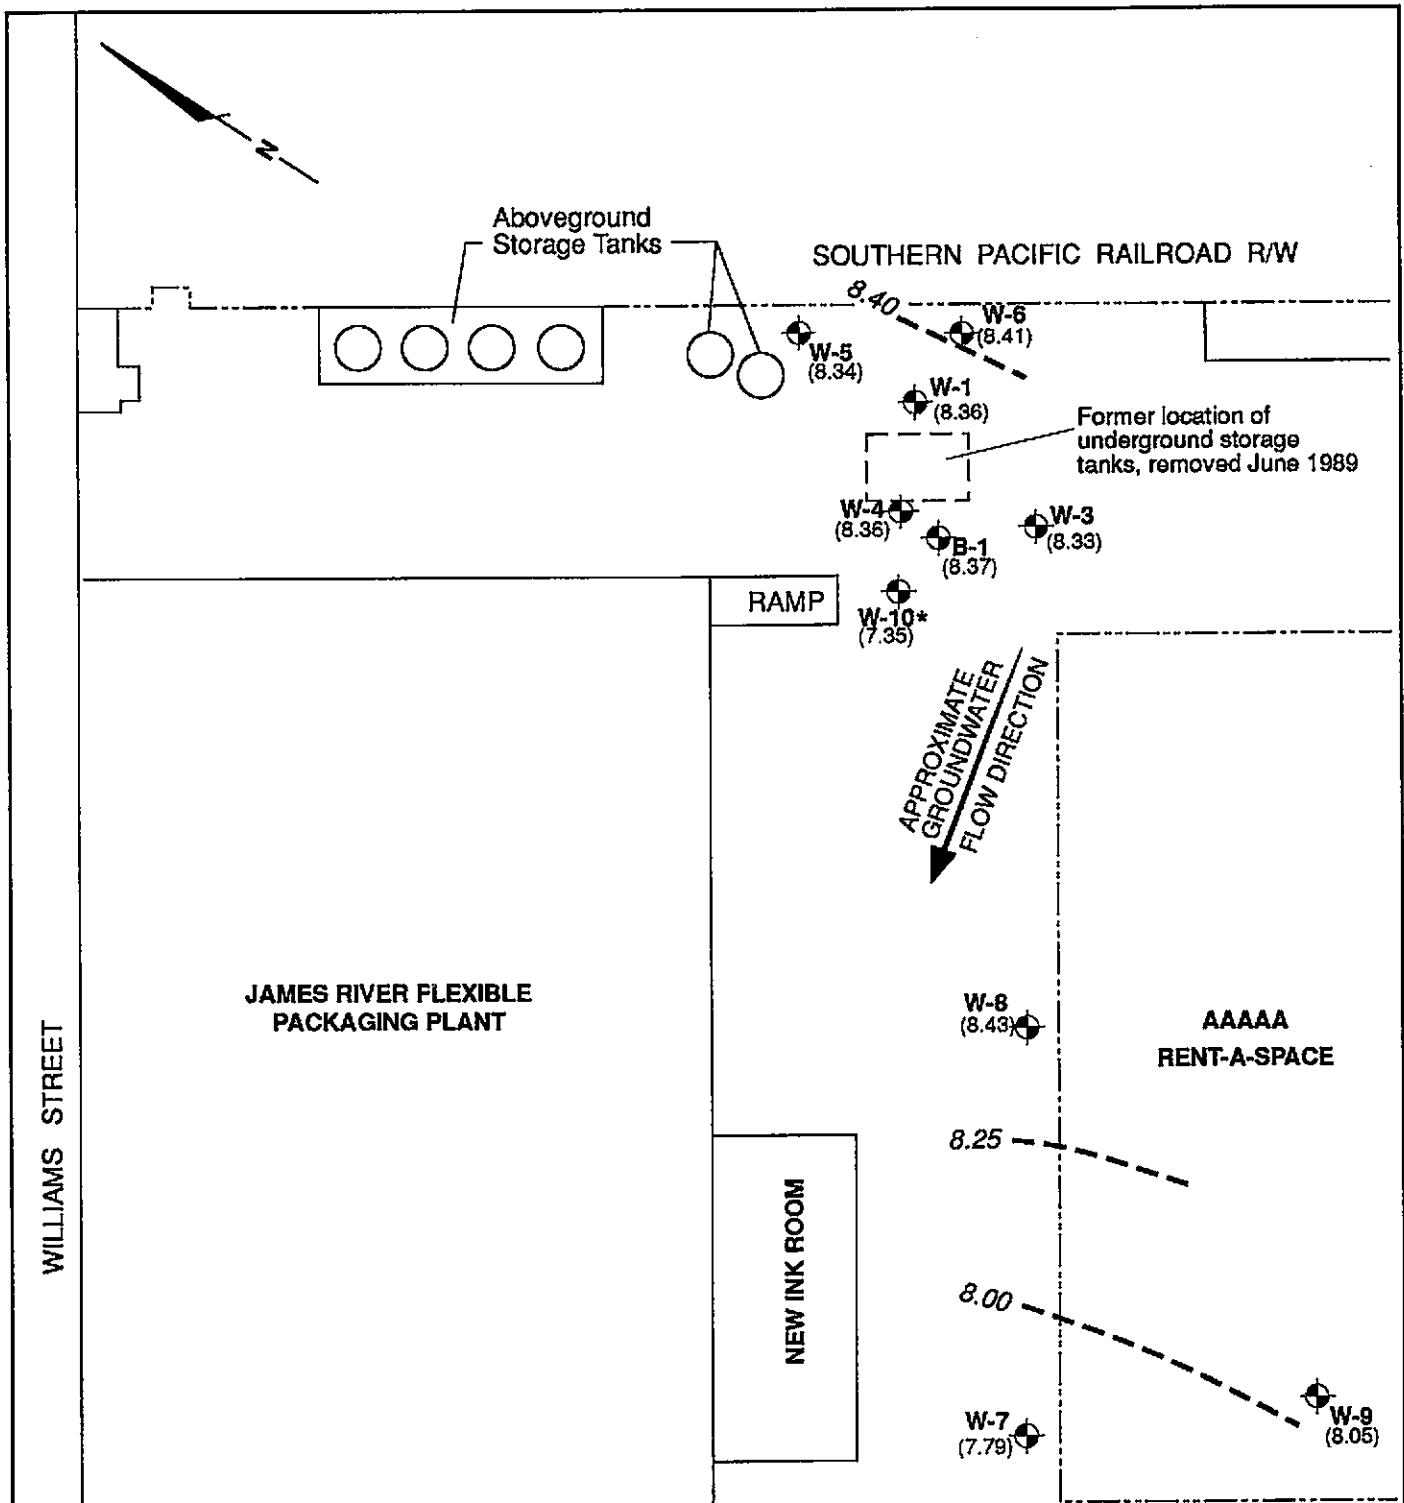 N
Aboveground
Storage Tanks
SOUTHERN PACIFIC RAILROAD R/W
8.40
W-6
(8.41)
W-5
(8.34)
W-1
(8.36)
Former location of
underground storage
tanks, removed June 1989
W-4
(8.36)
W-3
(8.33)
B-1
(8.37)
RAMP
W-10*
(7.35)
APPROXIMATE
GROUNDWATER
FLOW DIRECTION
JAMES RIVER FLEXIBLE
PACKAGING PLANT
W-8
(8.43)
AAAAA
RENT-A-SPACE
WILLIAMS STREET
8.25
NEW INK ROOM
8.00
W-7
(7.79)
W-9
(8.05)